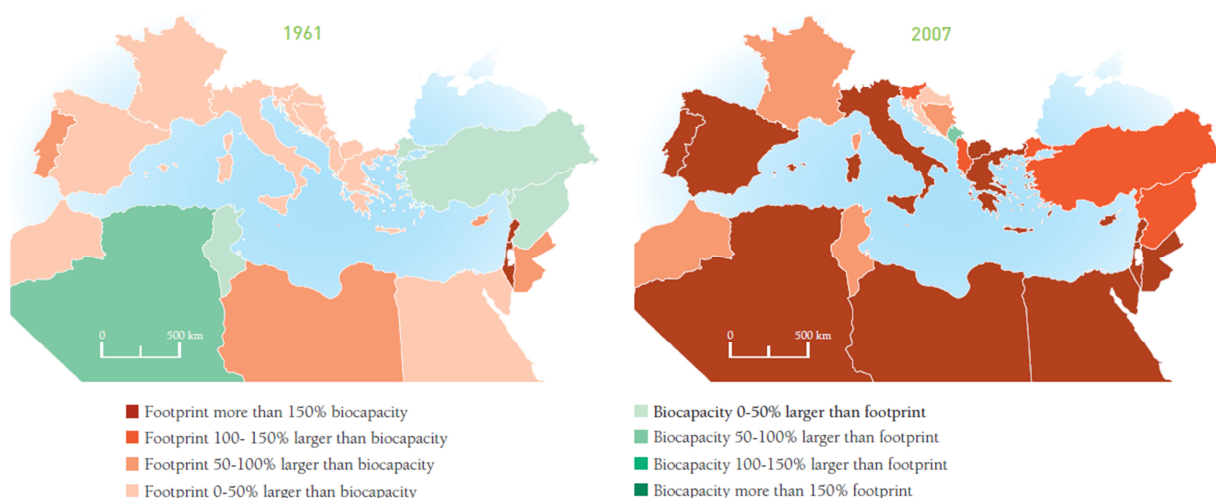 1961
2007
0 500 km
0 500 km
Footprint more than 150% biocapacity
Footprint 100- 150% larger than biocapacity
Footprint 50-100% larger than biocapacity
Footprint 0-50% larger than biocapacity
Biocapacity 0-50% larger than footprint
Biocapacity 50-100% larger than footprint
Biocapacity 100-150% larger than footprint
Biocapacity more than 150% footprint